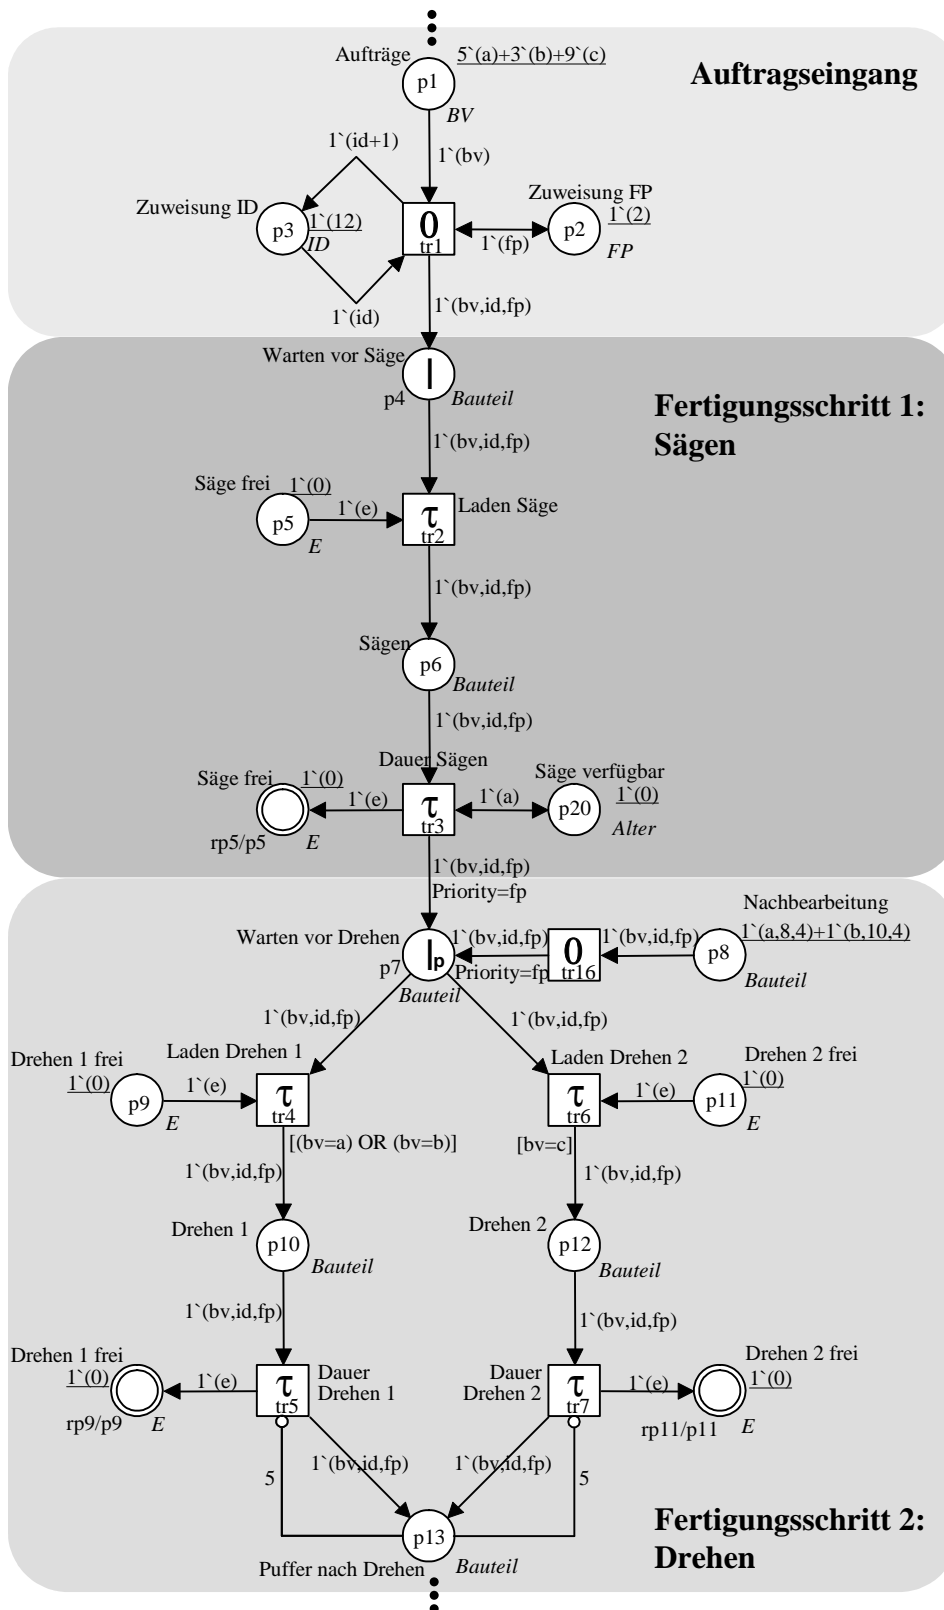 Aufträge
5`(a)+3`(b)+9`(c)
p1
BV
Auftragseingang
1`(id+1)
1`(bv)
Zuweisung ID
1`(12)
p3
ID
0
tr1
Zuweisung FP
1`(2)
1`(fp)
p2
FP
1`(id)
1`(bv,id,fp)
Warten vor Säge
p4
Bauteil
Fertigungsschritt 1:
Sägen
1`(bv,id,fp)
Säge frei
1`(0)
p5
1`(e)
E
τ
tr2
Laden Säge
1`(bv,id,fp)
Sägen
p6
Bauteil
1`(bv,id,fp)
Dauer Sägen
Säge frei
1`(0)
1`(e)
rp5/p5
E
τ
tr3
1`(a)
Säge verfügbar
1`(0)
p20
Alter
1`(bv,id,fp)
Priority=fp
Warten vor Drehen
p7
P
Bauteil
1`(bv,id,fp)
Priority=fp
0
tr16
1`(bv,id,fp)
Nachbearbeitung
1`(a,8,4)+1`(b,10,4)
p8
Bauteil
1`(bv,id,fp)
1`(bv,id,fp)
Drehen 1 frei
1`(0)
p9
1`(e)
E
Laden Drehen 1
τ
tr4
[(bv=a) OR (bv=b)]
Laden Drehen 2
τ
tr6
[bv=c]
1`(e)
Drehen 2 frei
1`(0)
p11
E
1`(bv,id,fp)
1`(bv,id,fp)
Drehen 1
p10
Bauteil
Drehen 2
p12
Bauteil
1`(bv,id,fp)
1`(bv,id,fp)
Drehen 1 frei
1`(0)
1`(e)
rp9/p9
E
τ
tr5
Dauer
Drehen 1
Dauer
Drehen 2
τ
tr7
1`(e)
Drehen 2 frei
1`(0)
rp11/p11
E
5
1`(bv,id,fp)
1`(bv,id,fp)
5
p13
Puffer nach Drehen
Bauteil
Fertigungsschritt 2:
Drehen